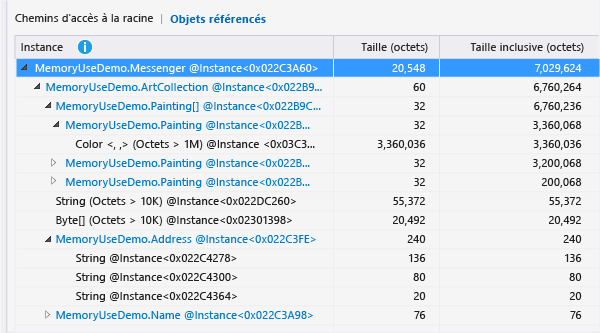 Chemins d'accès à la racine | Objets référencés
Instance i Taille (octets) Taille inclusive (octets)
MemoryUseDemo.Messenger @Instance<0x022C3A60> 20,548 7,029,624
MemoryUseDemo.ArtCollection @Instance<0x022B9... 60 6,760,264
MemoryUseDemo.Painting[] @Instance<0x022B9C... 32 6,760,236
MemoryUseDemo.Painting @Instance<0x022B... 32 3,360,068
Color <, ,> (Octets > 1M) @Instance <0x03C3... 3,360,036 3,360,036
MemoryUseDemo.Painting @Instance<0x022B... 32 3,200,068
MemoryUseDemo.Painting @Instance<0x022B... 32 200,068
String (Octets > 10K) @Instance<0x022DC260> 55,372 55,372
Byte[] (Octets > 10K) @Instance<0x02301398> 20,492 20,492
MemoryUseDemo.Address @Instance<0x022C3FE> 240 240
String @Instance<0x022C4278> 136 136
String @Instance<0x022C4300> 80 80
String @Instance<0x022C4364> 20 20
MemoryUseDemo.Name @Instance<0x022C3A98> 76 76